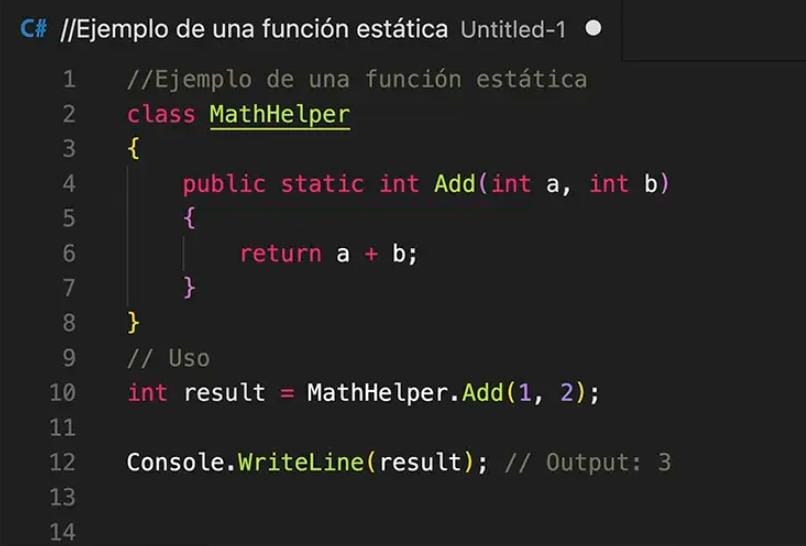 C# //Ejemplo de una función estática Untitled-1
1 //Ejemplo de una función estática
2 class MathHelper
3 {
4 public static int Add(int a, int b)
5 {
6 return a + b;
7 }
8 }
9 // Uso
10 int result = MathHelper.Add(1, 2);
11
12 Console.WriteLine(result); // Output: 3
13
14